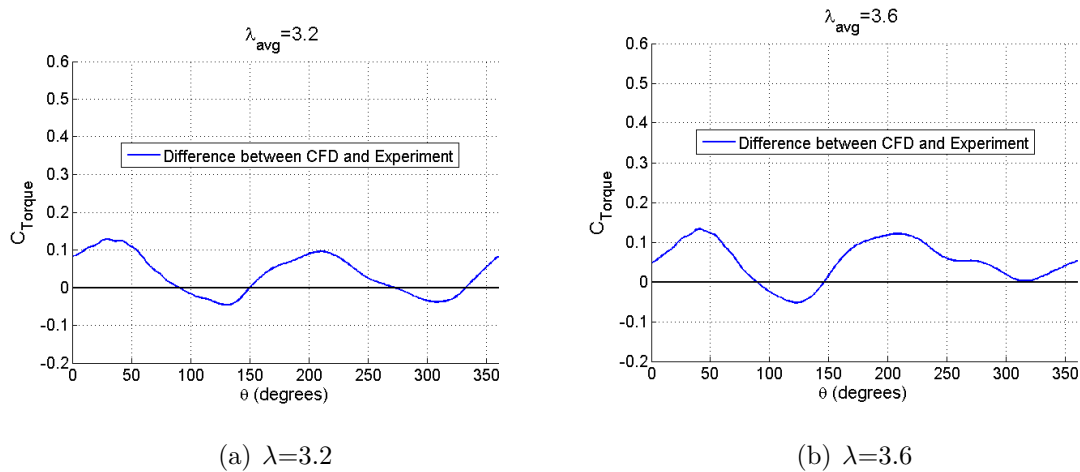 λavg=3.2
0.6
0.5
0.4
0.3
0.2
0.1
0
-0.1
-0.2
CTorque
Difference between CFD and Experiment
0 50 100 150 200 250 300 350
θ (degrees)
(a) λ=3.2
λavg=3.6
0.6
0.5
0.4
0.3
0.2
0.1
0
-0.1
-0.2
CTorque
Difference between CFD and Experiment
0 50 100 150 200 250 300 350
θ (degrees)
(b) λ=3.6